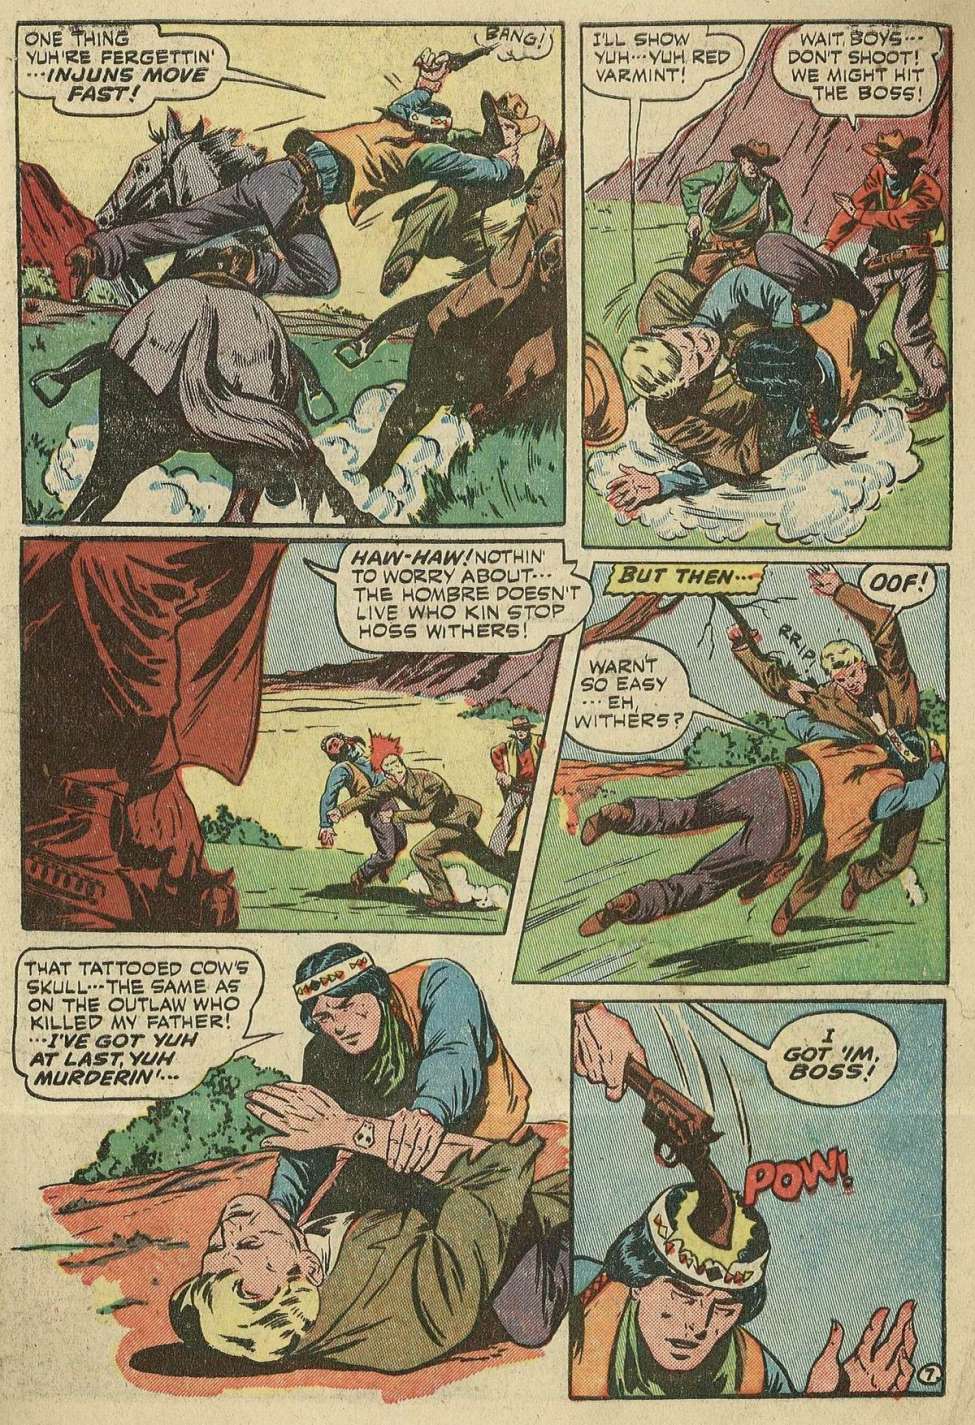 ONE THING
YUH'RE FERGETTIN'
...INJUNS MOVE
FAST!
BANG!
I'LL SHOW
YUH...YUH RED
VARMINT!
WAIT, BOYS...
DON'T SHOOT!
WE MIGHT HIT
THE BOSS!
HAW-HAW! NOTHIN'
TO WORRY ABOUT...
THE HOMBRE DOESN'T
LIVE WHO KIN STOP
HOSS WITHERS!
BUT THEN...
OOF!
RRIP!
WARN'T
SO EASY
...EH,
WITHERS?
THAT TATTOOED COW'S
SKULL...THE SAME AS
ON THE OUTLAW WHO
KILLED MY FATHER!
...I'VE GOT YUH
AT LAST, YUH
MURDERIN'...
I
GOT 'IM,
BOSS!
POW!
7